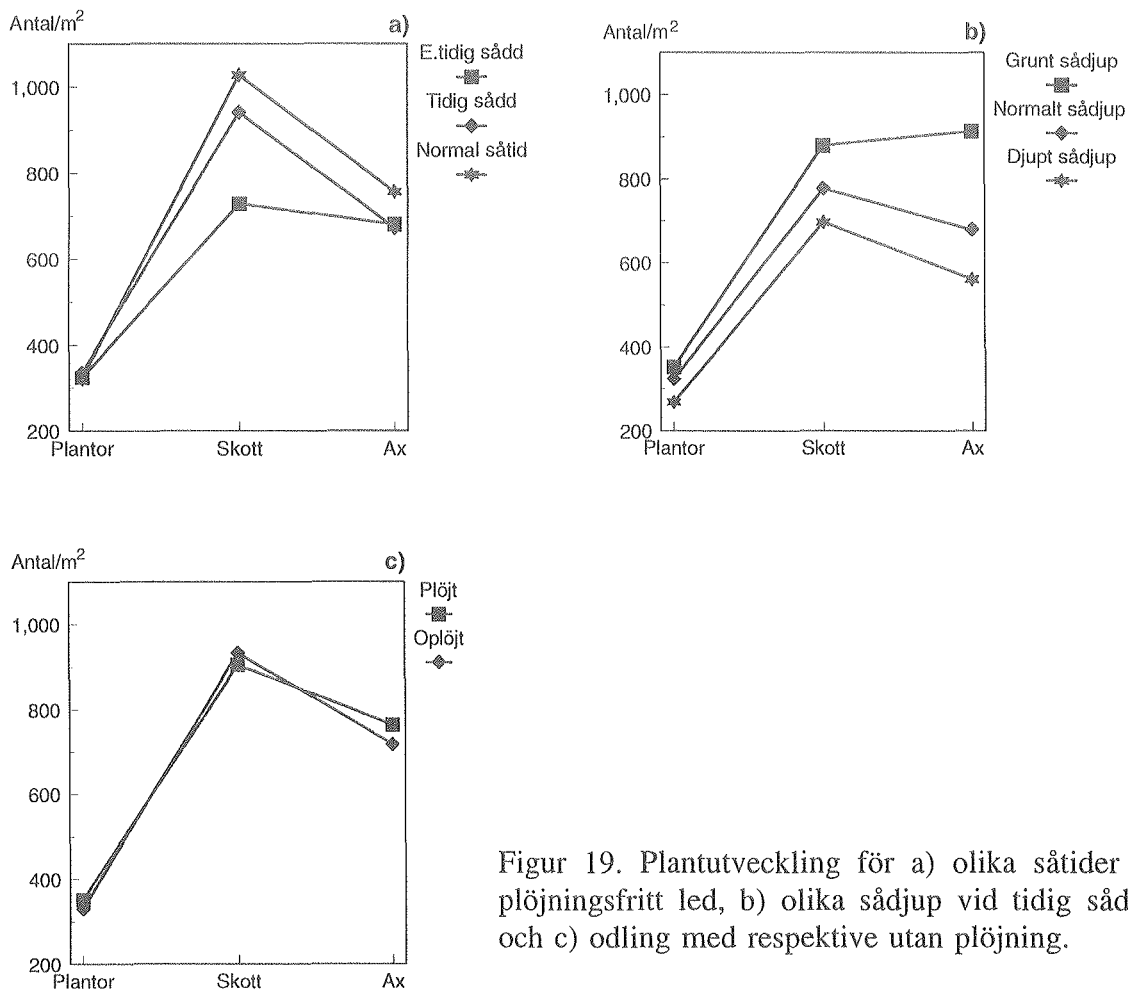 Antal/m²
a)
E.tidig sådd
Tidig sådd
Normal såtid
1,000
800
600
400
200
Plantor Skott Ax
Antal/m²
b)
Grunt sådjup
Normalt sådjup
Djupt sådjup
1,000
800
600
400
200
Plantor Skott Ax
Antal/m²
c)
Plöjt
Oplöjt
1,000
800
600
400
200
Plantor Skott Ax
Figur 19. Plantutveckling för a) olika såtider
plöjningsfritt led, b) olika sådjup vid tidig såd
och c) odling med respektive utan plöjning.